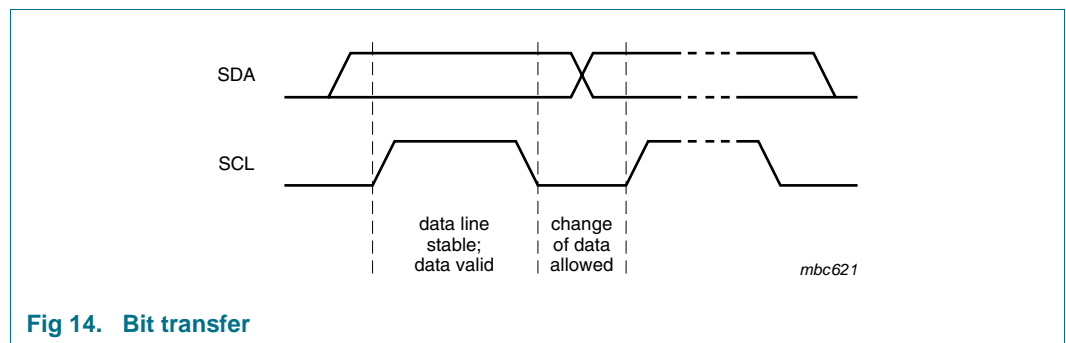 SDA
SCL
data line
stable;
data valid
change
of data
allowed
mbc621
Fig 14. Bit transfer